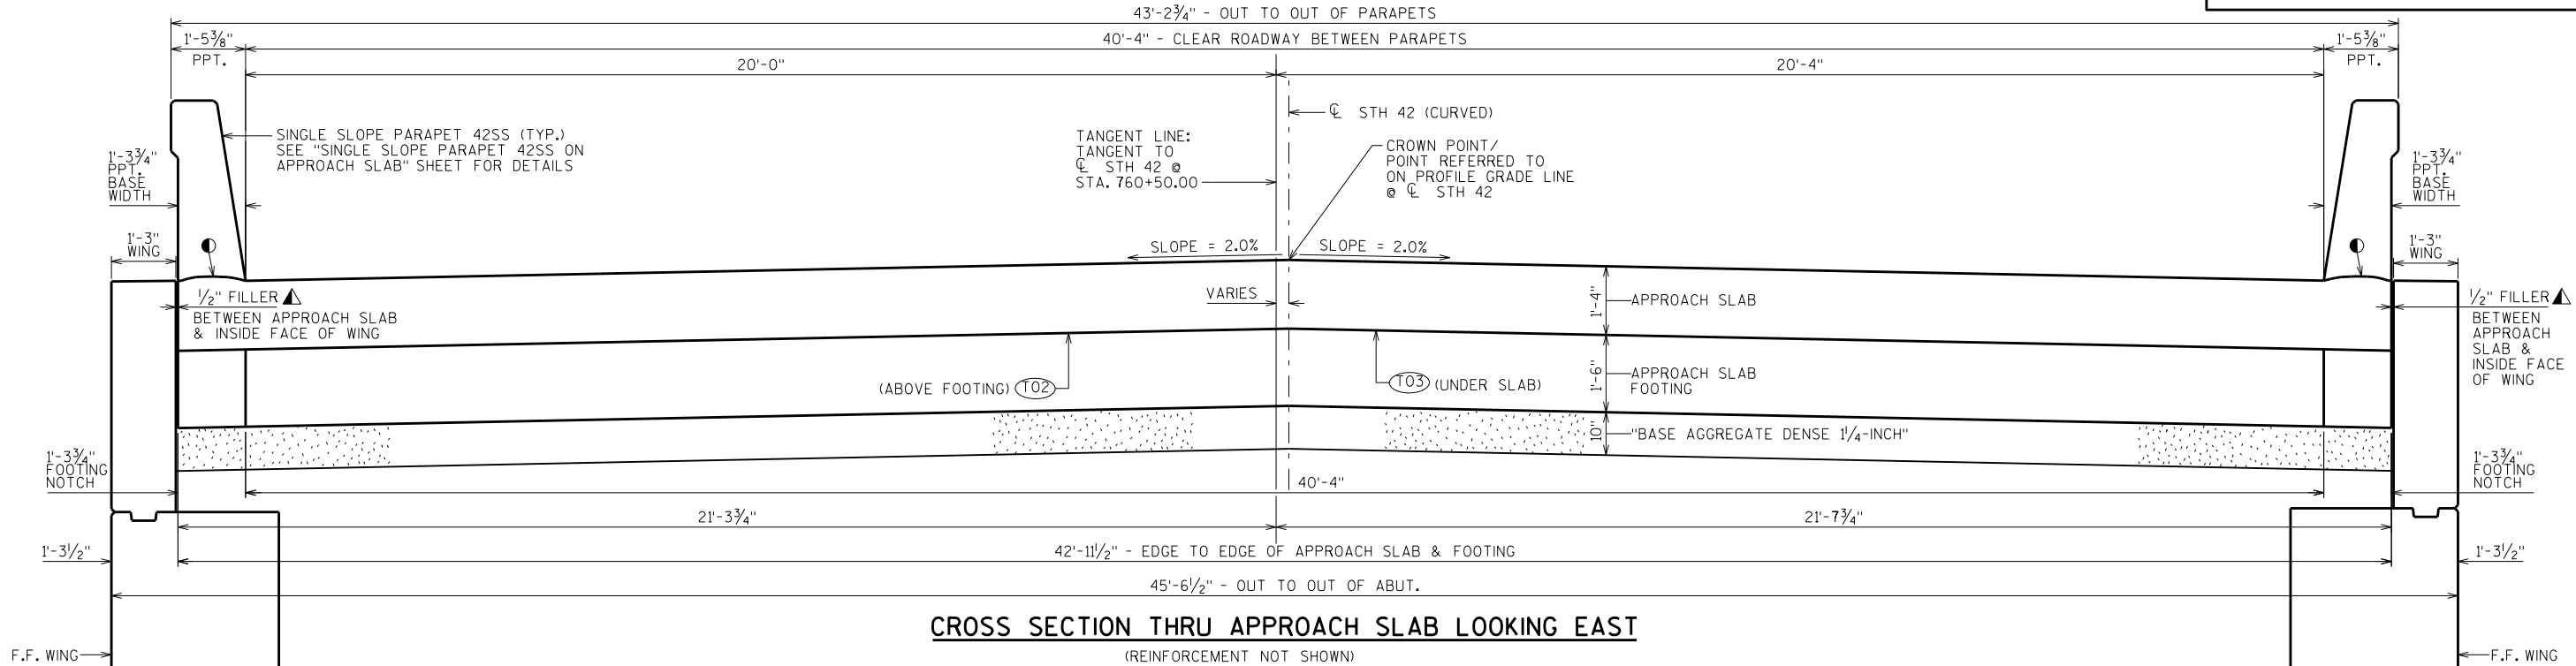 43'-2¾" - OUT TO OUT OF PARAPETS
1'-5⅜"
PPT.
40'-4" - CLEAR ROADWAY BETWEEN PARAPETS
1'-5⅜"
PPT.
20'-0"
20'-4"
℄ STH 42 (CURVED)
SINGLE SLOPE PARAPET 42SS (TYP.)
SEE "SINGLE SLOPE PARAPET 42SS ON
APPROACH SLAB" SHEET FOR DETAILS
TANGENT LINE:
TANGENT TO
℄ STH 42 @
STA. 760+50.00
CROWN POINT/
POINT REFERRED TO
ON PROFILE GRADE LINE
@ ℄ STH 42
1'-3¾"
PPT.
BASE
WIDTH
1'-3¾"
PPT.
BASE
WIDTH
1'-3"
WING
SLOPE = 2.0%
SLOPE = 2.0%
1'-3"
WING
½" FILLER
BETWEEN APPROACH SLAB
& INSIDE FACE OF WING
VARIES
1'-4"
APPROACH SLAB
½" FILLER
BETWEEN
APPROACH
SLAB &
INSIDE FACE
OF WING
(ABOVE FOOTING) T02
T03 (UNDER SLAB)
1'-6"
APPROACH SLAB
FOOTING
10"
"BASE AGGREGATE DENSE 1¼-INCH"
1'-3¾"
FOOTING
NOTCH
40'-4"
1'-3¾"
FOOTING
NOTCH
21'-3¾"
21'-7¾"
1'-3½"
42'-11½" - EDGE TO EDGE OF APPROACH SLAB & FOOTING
1'-3½"
45'-6½" - OUT TO OUT OF ABUT.
CROSS SECTION THRU APPROACH SLAB LOOKING EAST
(REINFORCEMENT NOT SHOWN)
F.F. WING
F.F. WING